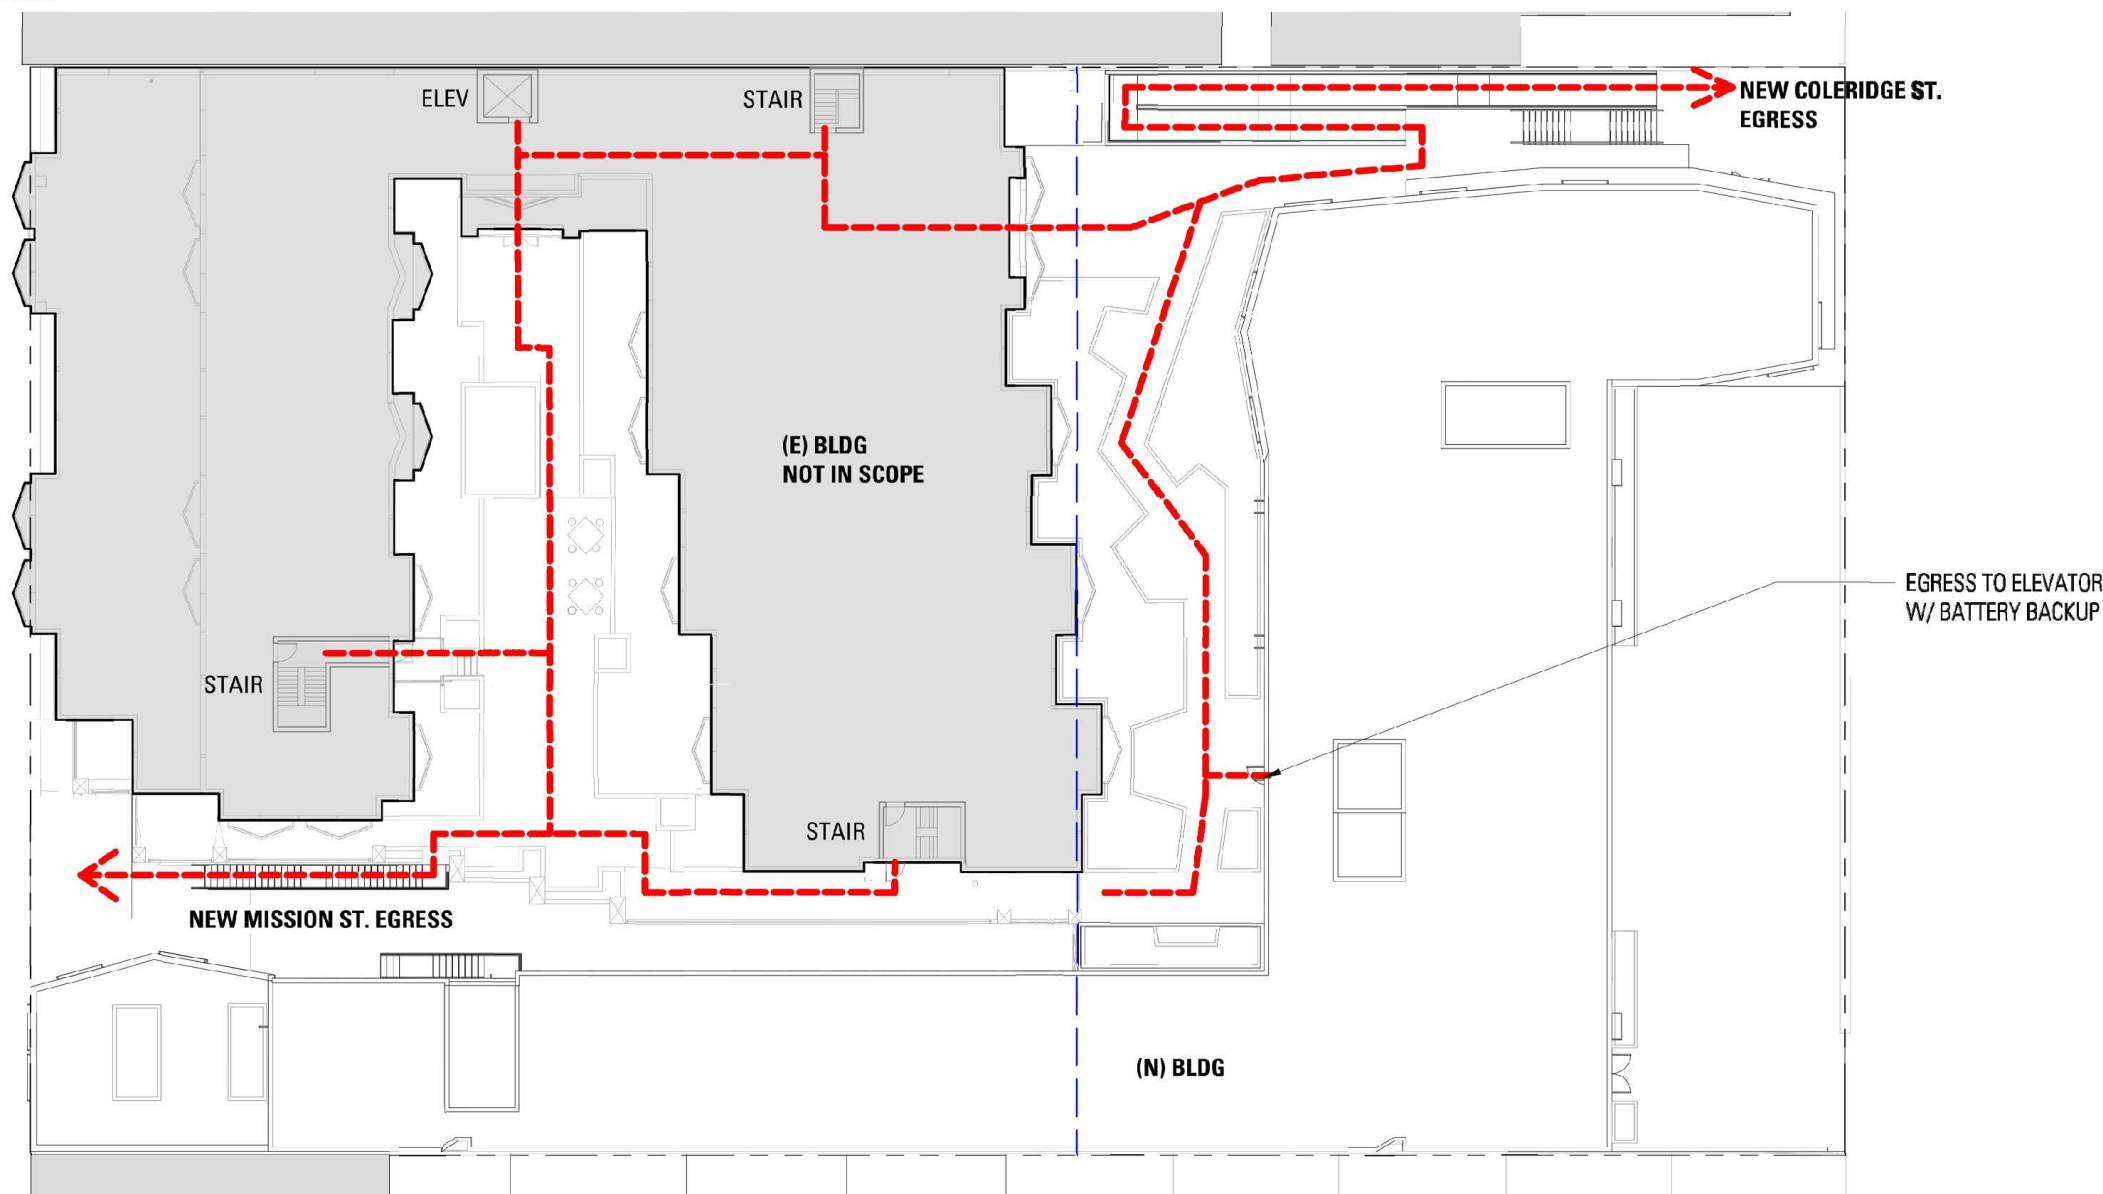 ELEV
STAIR
NEW COLERIDGE ST.
EGRESS
(E) BLDG
NOT IN SCOPE
EGRESS TO ELEVATOR
W/ BATTERY BACKUP
STAIR
STAIR
NEW MISSION ST. EGRESS
(N) BLDG